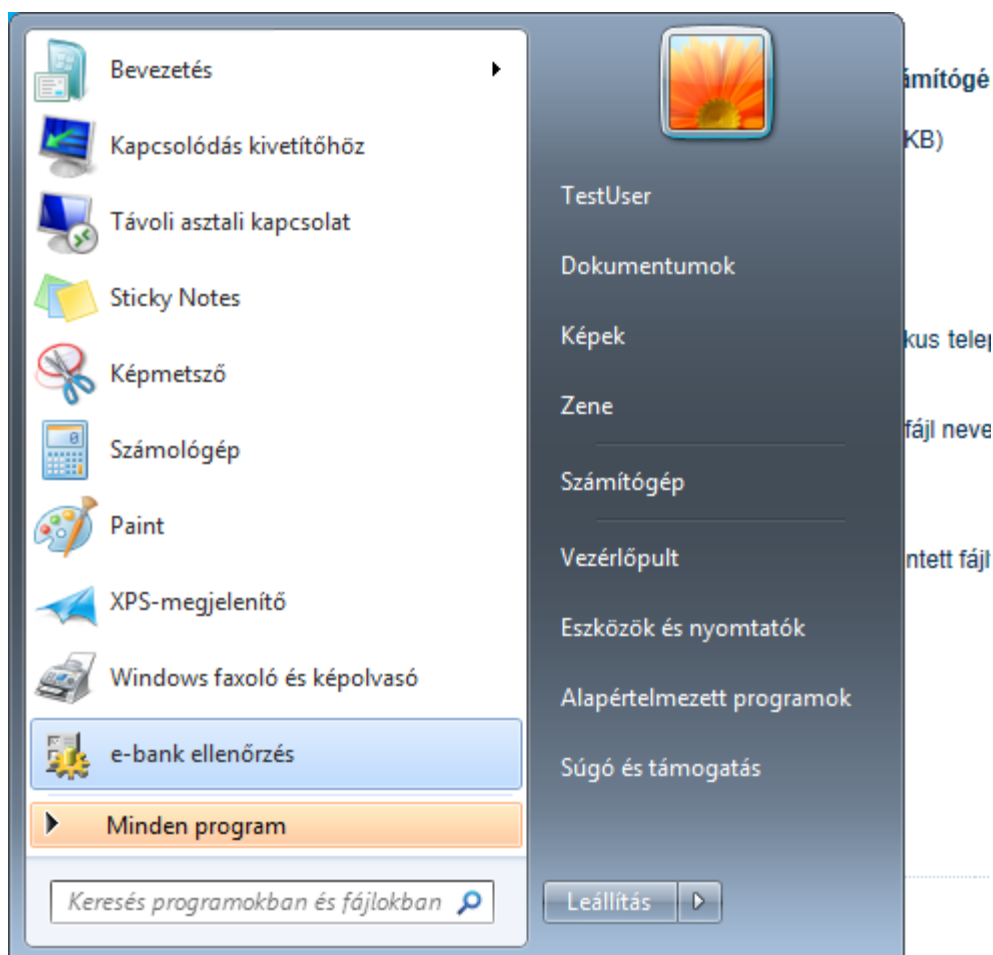 Bevezetés
Kapcsolódás kivetítőhöz
Távoli asztali kapcsolat
Sticky Notes
Képmetsző
Számológép
Paint
XPS-megjelenítő
Windows faxoló és képolvasó
e-bank ellenőrzés
Minden program
Keresés programokban és fájlokban
TestUser
Dokumentumok
Képek
Zene
Számítógép
Vezérlőpult
Eszközök és nyomtatók
Alapértelmezett programok
Súgó és támogatás
Leállítás
ámítógé
KB)
kus telep
fájl neve
ntett fájl